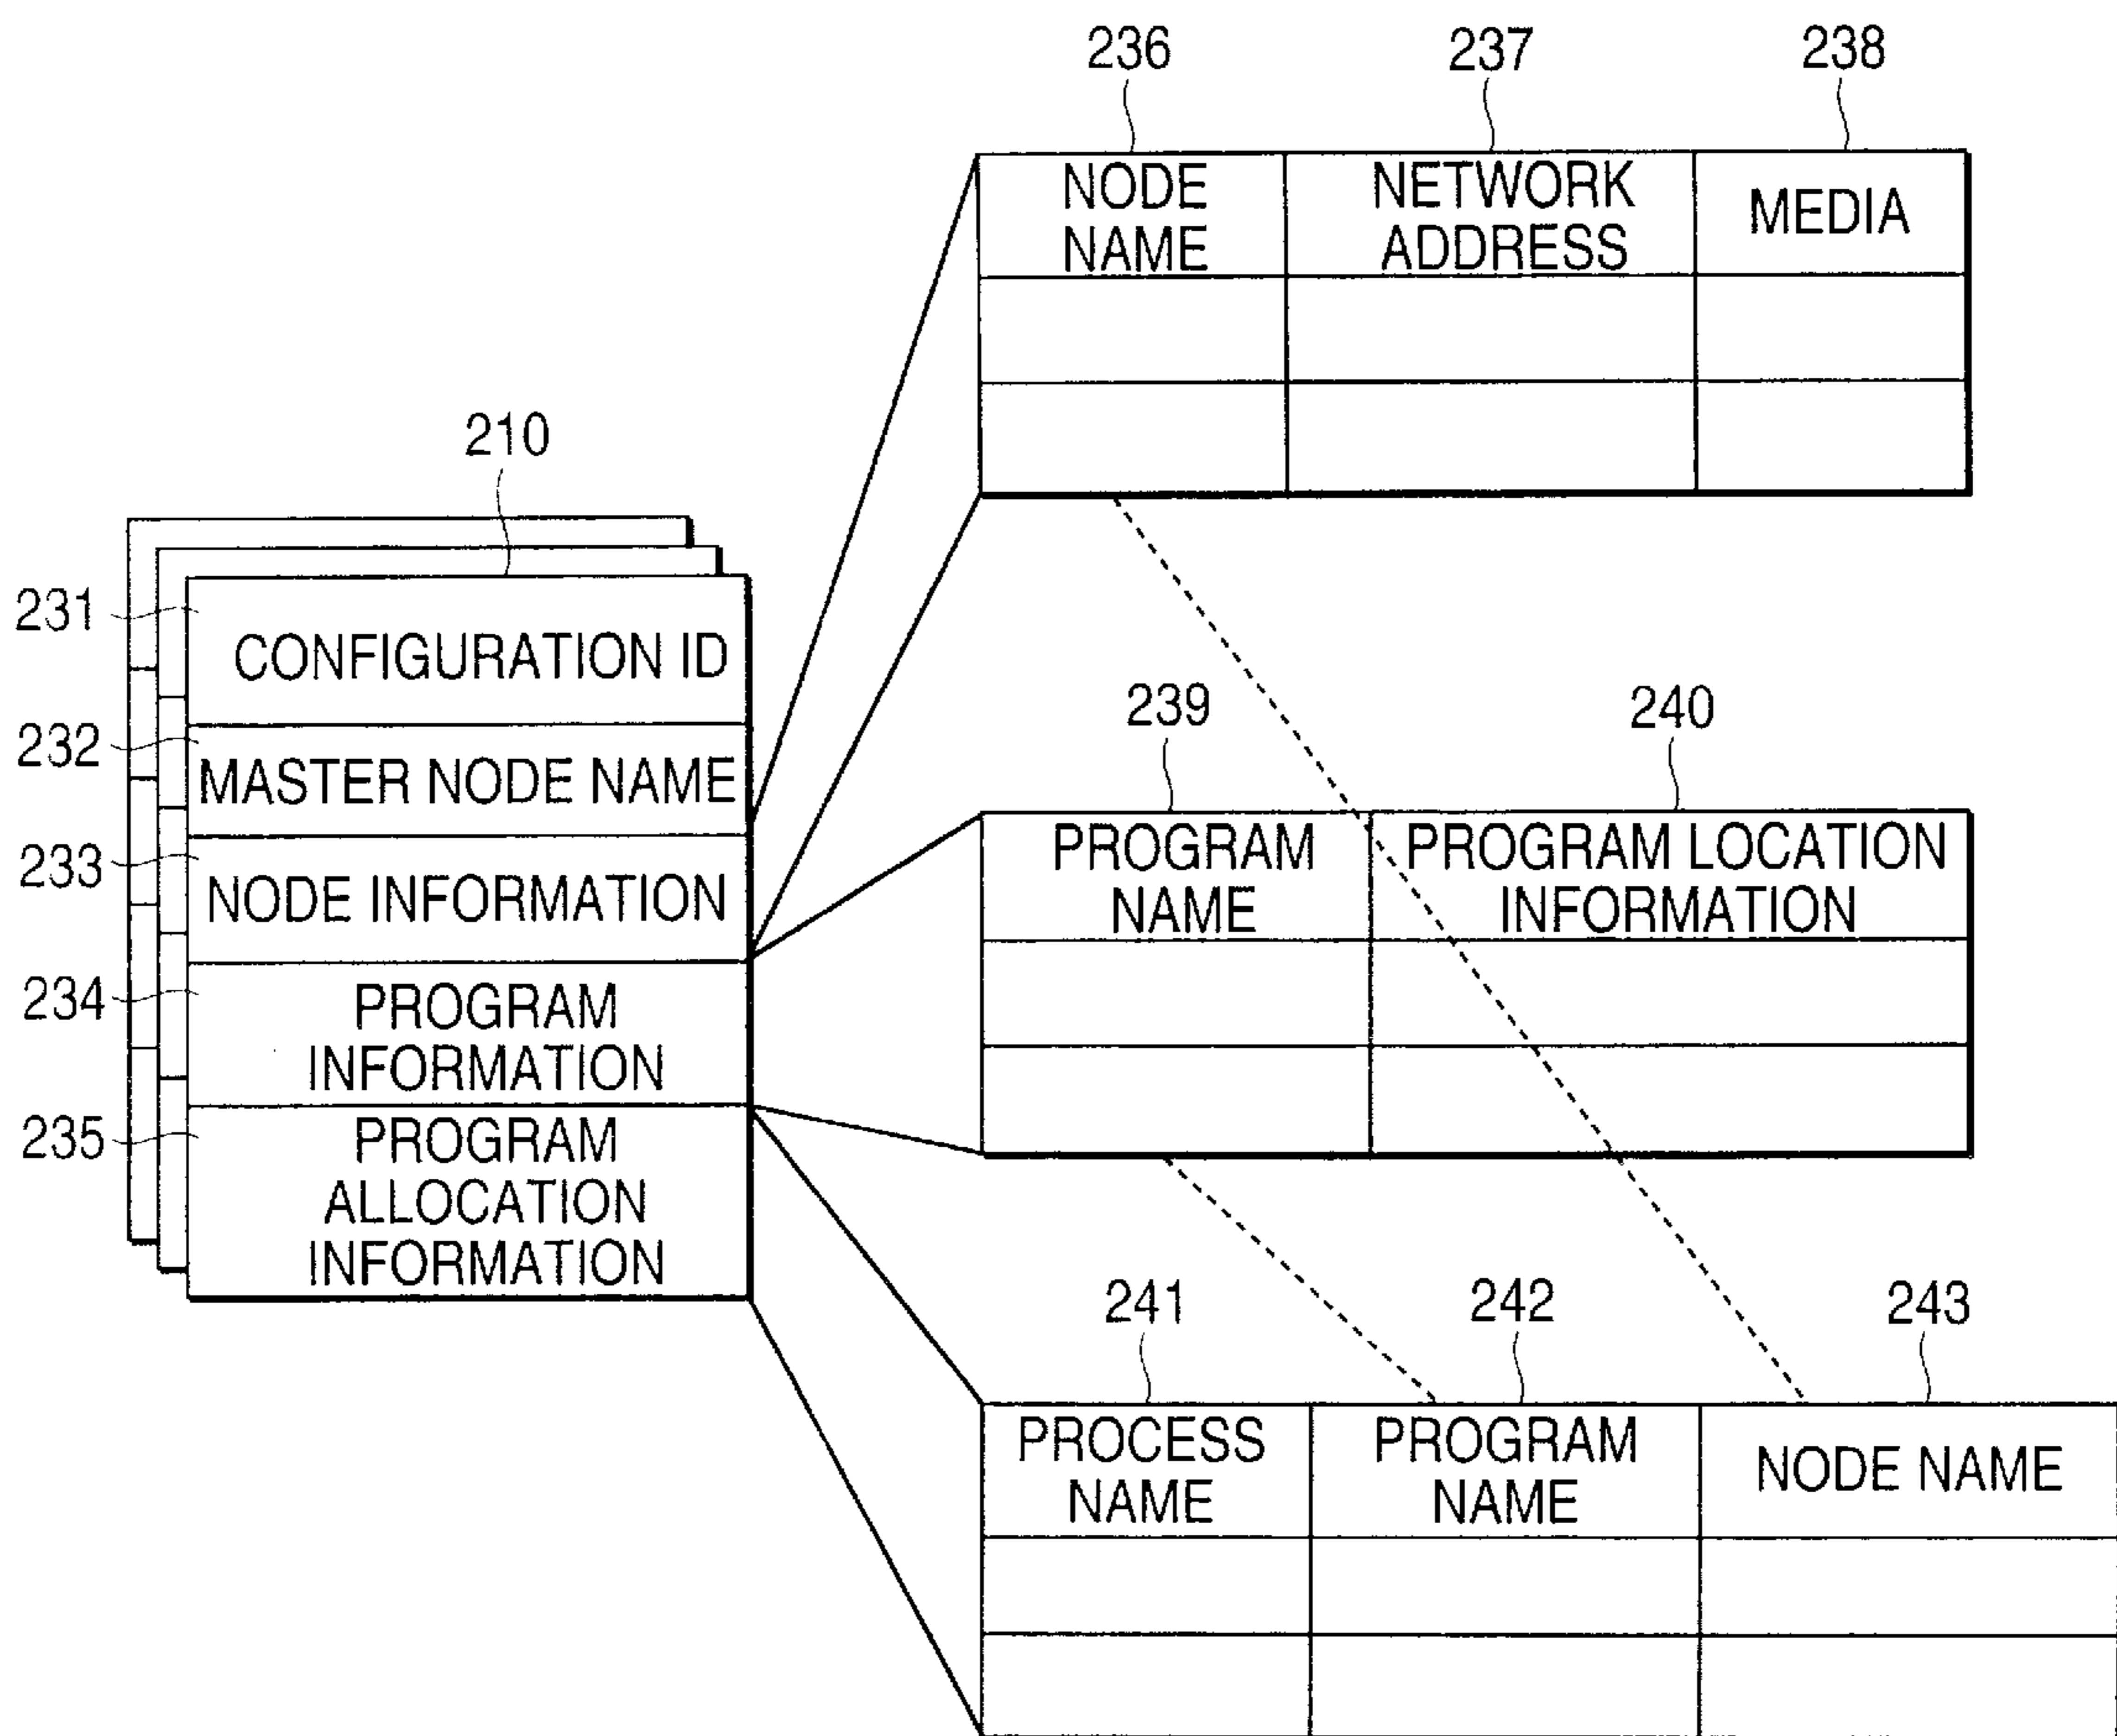 236
237
238
NODE
NAME
NETWORK
ADDRESS
MEDIA
210
231
CONFIGURATION ID
232
MASTER NODE NAME
233
NODE INFORMATION
234
PROGRAM
INFORMATION
235
PROGRAM
ALLOCATION
INFORMATION
239
240
PROGRAM
NAME
PROGRAM LOCATION
INFORMATION
241
242
243
PROCESS
NAME
PROGRAM
NAME
NODE NAME